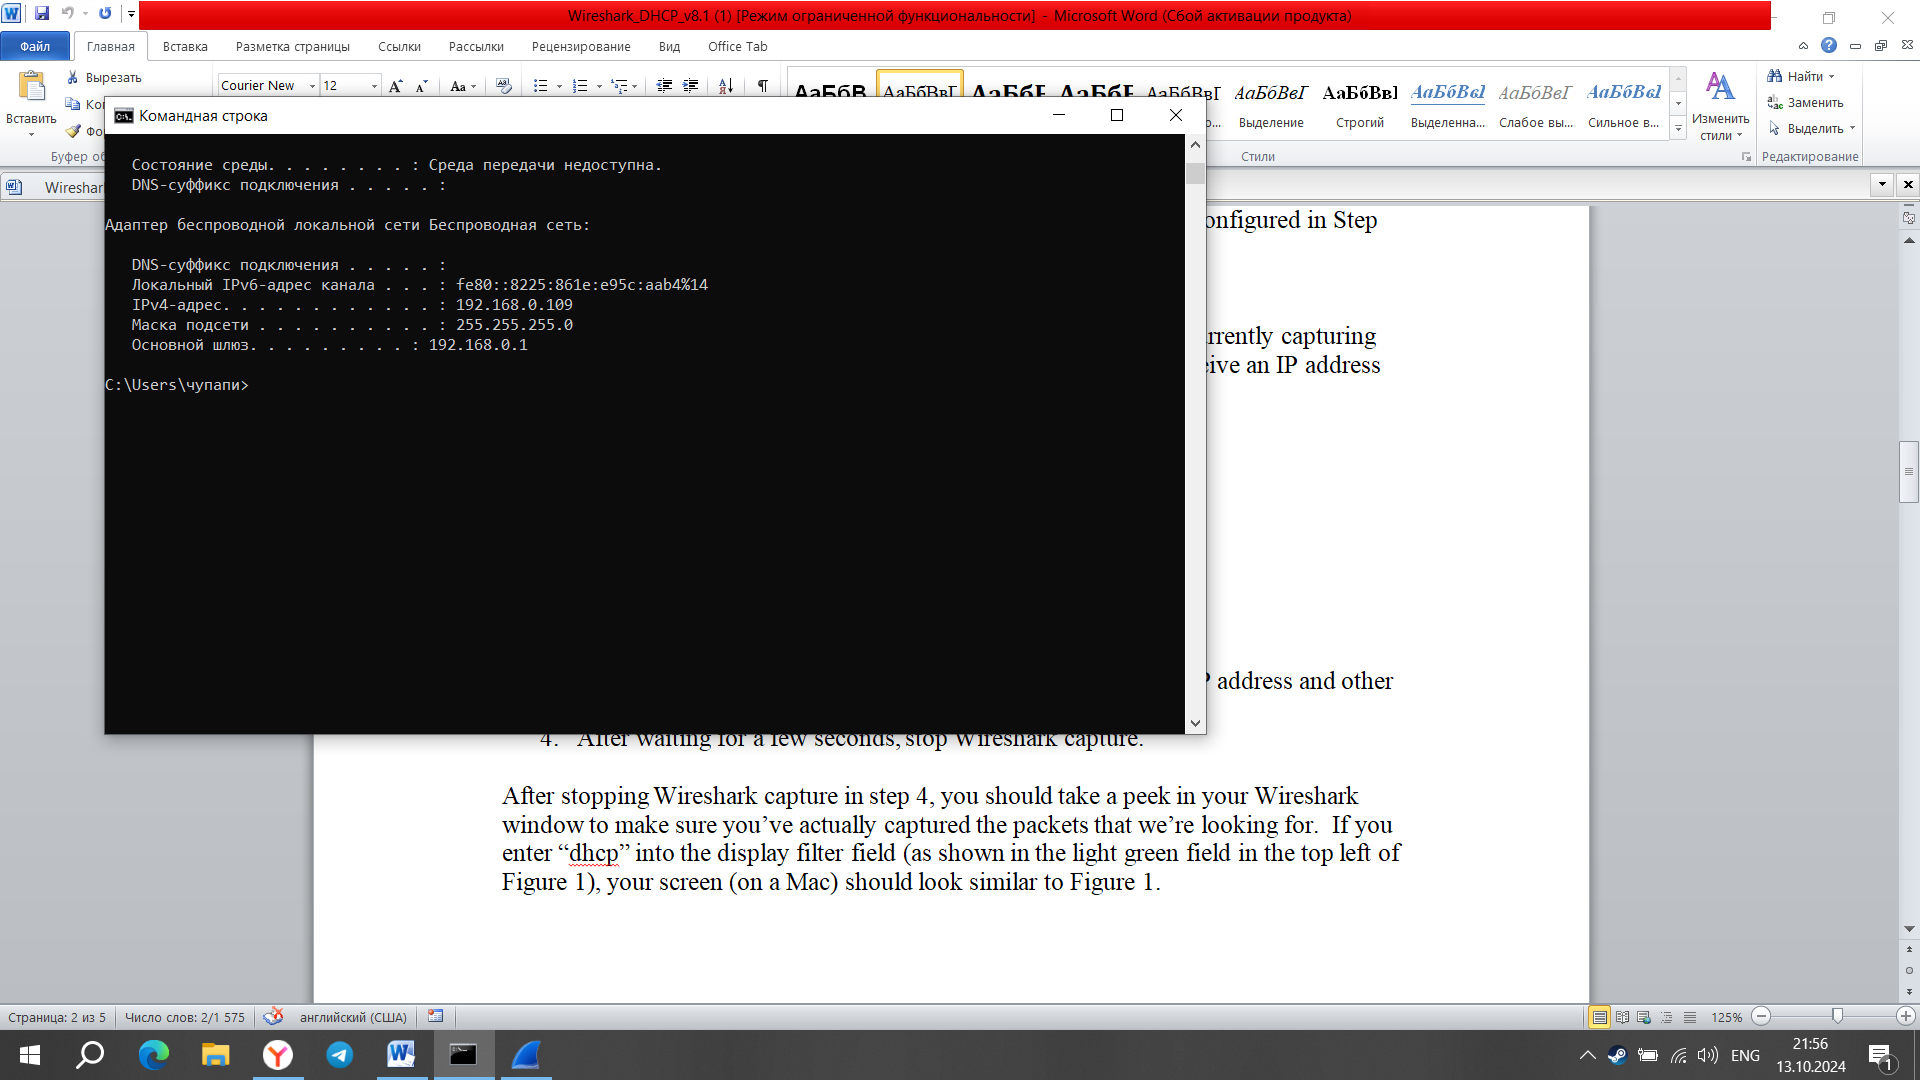 Wireshark_DHCP_v8.1 (1) [Режим ограниченной функциональности] - Microsoft Word (Сбой активации продукта)
Файл Главная Вставка Разметка страницы Ссылки Рассылки Рецензирование Вид Office Tab
Вставить
Вырезать
Courier New 12
АаБбВ АаБбВвГ АаБбГ АаБбГ АаБбВвГ АаБбВвГ АаБбВвГ АаБбВвГ АаБбВвГ АаБбВвГ
Выделение Строгий Выделенна... Слабое вы... Сильное в...
Изменить стили
Найти
Заменить
Выделить
Стили
Редактирование
Командная строка
Состояние среды. . . . . . . . : Среда передачи недоступна.
DNS-суффикс подключения . . . . . :
Адаптер беспроводной локальной сети Беспроводная сеть:
DNS-суффикс подключения . . . . . :
Локальный IPv6-адрес канала . . . : fe80::8225:861e:e95c:aab4%14
IPv4-адрес. . . . . . . . . . . . : 192.168.0.109
Маска подсети . . . . . . . . . . : 255.255.255.0
Основной шлюз. . . . . . . . . : 192.168.0.1
C:\Users\чупапи>
onfigured in Step
rrently capturing
eive an IP address
P address and other
4. After waiting for a few seconds, stop Wireshark capture.
After stopping Wireshark capture in step 4, you should take a peek in your Wireshark
window to make sure you’ve actually captured the packets that we’re looking for. If you
enter “dhcp” into the display filter field (as shown in the light green field in the top left of
Figure 1), your screen (on a Mac) should look similar to Figure 1.
Страница: 2 из 5 Число слов: 2/1 575 английский (США) 125%
ENG 21:56
13.10.2024
1